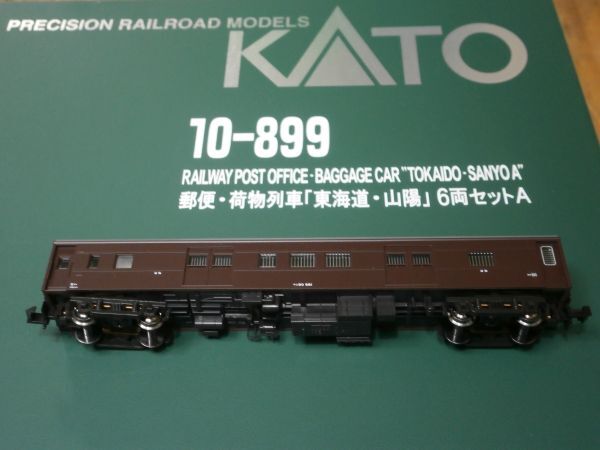 PRECISION RAILROAD MODELS
KATO
10-899
RAILWAY POST OFFICE-BAGGAGE CAR "TOKAIDO-SANYO A"
郵便・荷物列車「東海道・山陽」6両セットA